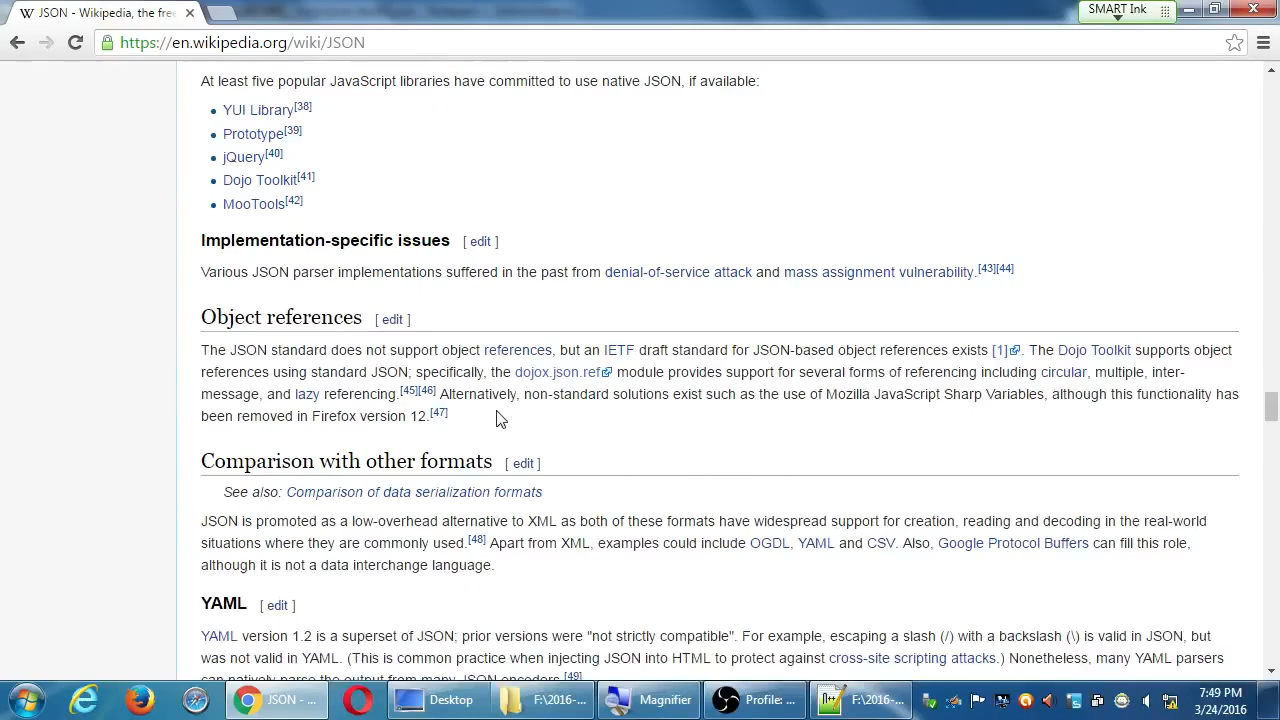 JSON - Wikipedia, the free
SMART Ink
https://en.wikipedia.org/wiki/JSON
At least five popular JavaScript libraries have committed to use native JSON, if available:
• YUI Library[38]
• Prototype[39]
• jQuery[40]
• Dojo Toolkit[41]
• MooTools[42]
Implementation-specific issues [ edit ]
Various JSON parser implementations suffered in the past from denial-of-service attack and mass assignment vulnerability.[43][44]
Object references [ edit ]
The JSON standard does not support object references, but an IETF draft standard for JSON-based object references exists [1]. The Dojo Toolkit supports object
references using standard JSON; specifically, the dojox.json.ref module provides support for several forms of referencing including circular, multiple, inter-
message, and lazy referencing.[45][46] Alternatively, non-standard solutions exist such as the use of Mozilla JavaScript Sharp Variables, although this functionality has
been removed in Firefox version 12.[47]
Comparison with other formats [ edit ]
See also: Comparison of data serialization formats
JSON is promoted as a low-overhead alternative to XML as both of these formats have widespread support for creation, reading and decoding in the real-world
situations where they are commonly used.[48] Apart from XML, examples could include OGDL, YAML and CSV. Also, Google Protocol Buffers can fill this role,
although it is not a data interchange language.
YAML [ edit ]
YAML version 1.2 is a superset of JSON; prior versions were "not strictly compatible". For example, escaping a slash (/) with a backslash (\) is valid in JSON, but
was not valid in YAML. (This is common practice when injecting JSON into HTML to protect against cross-site scripting attacks.) Nonetheless, many YAML parsers
can natively parse the output from many JSON encoders.[49]
JSON - ...
Desktop
F:\2016-...
Magnifier
Profile: ...
F:\2016-...
7:49 PM
3/24/2016